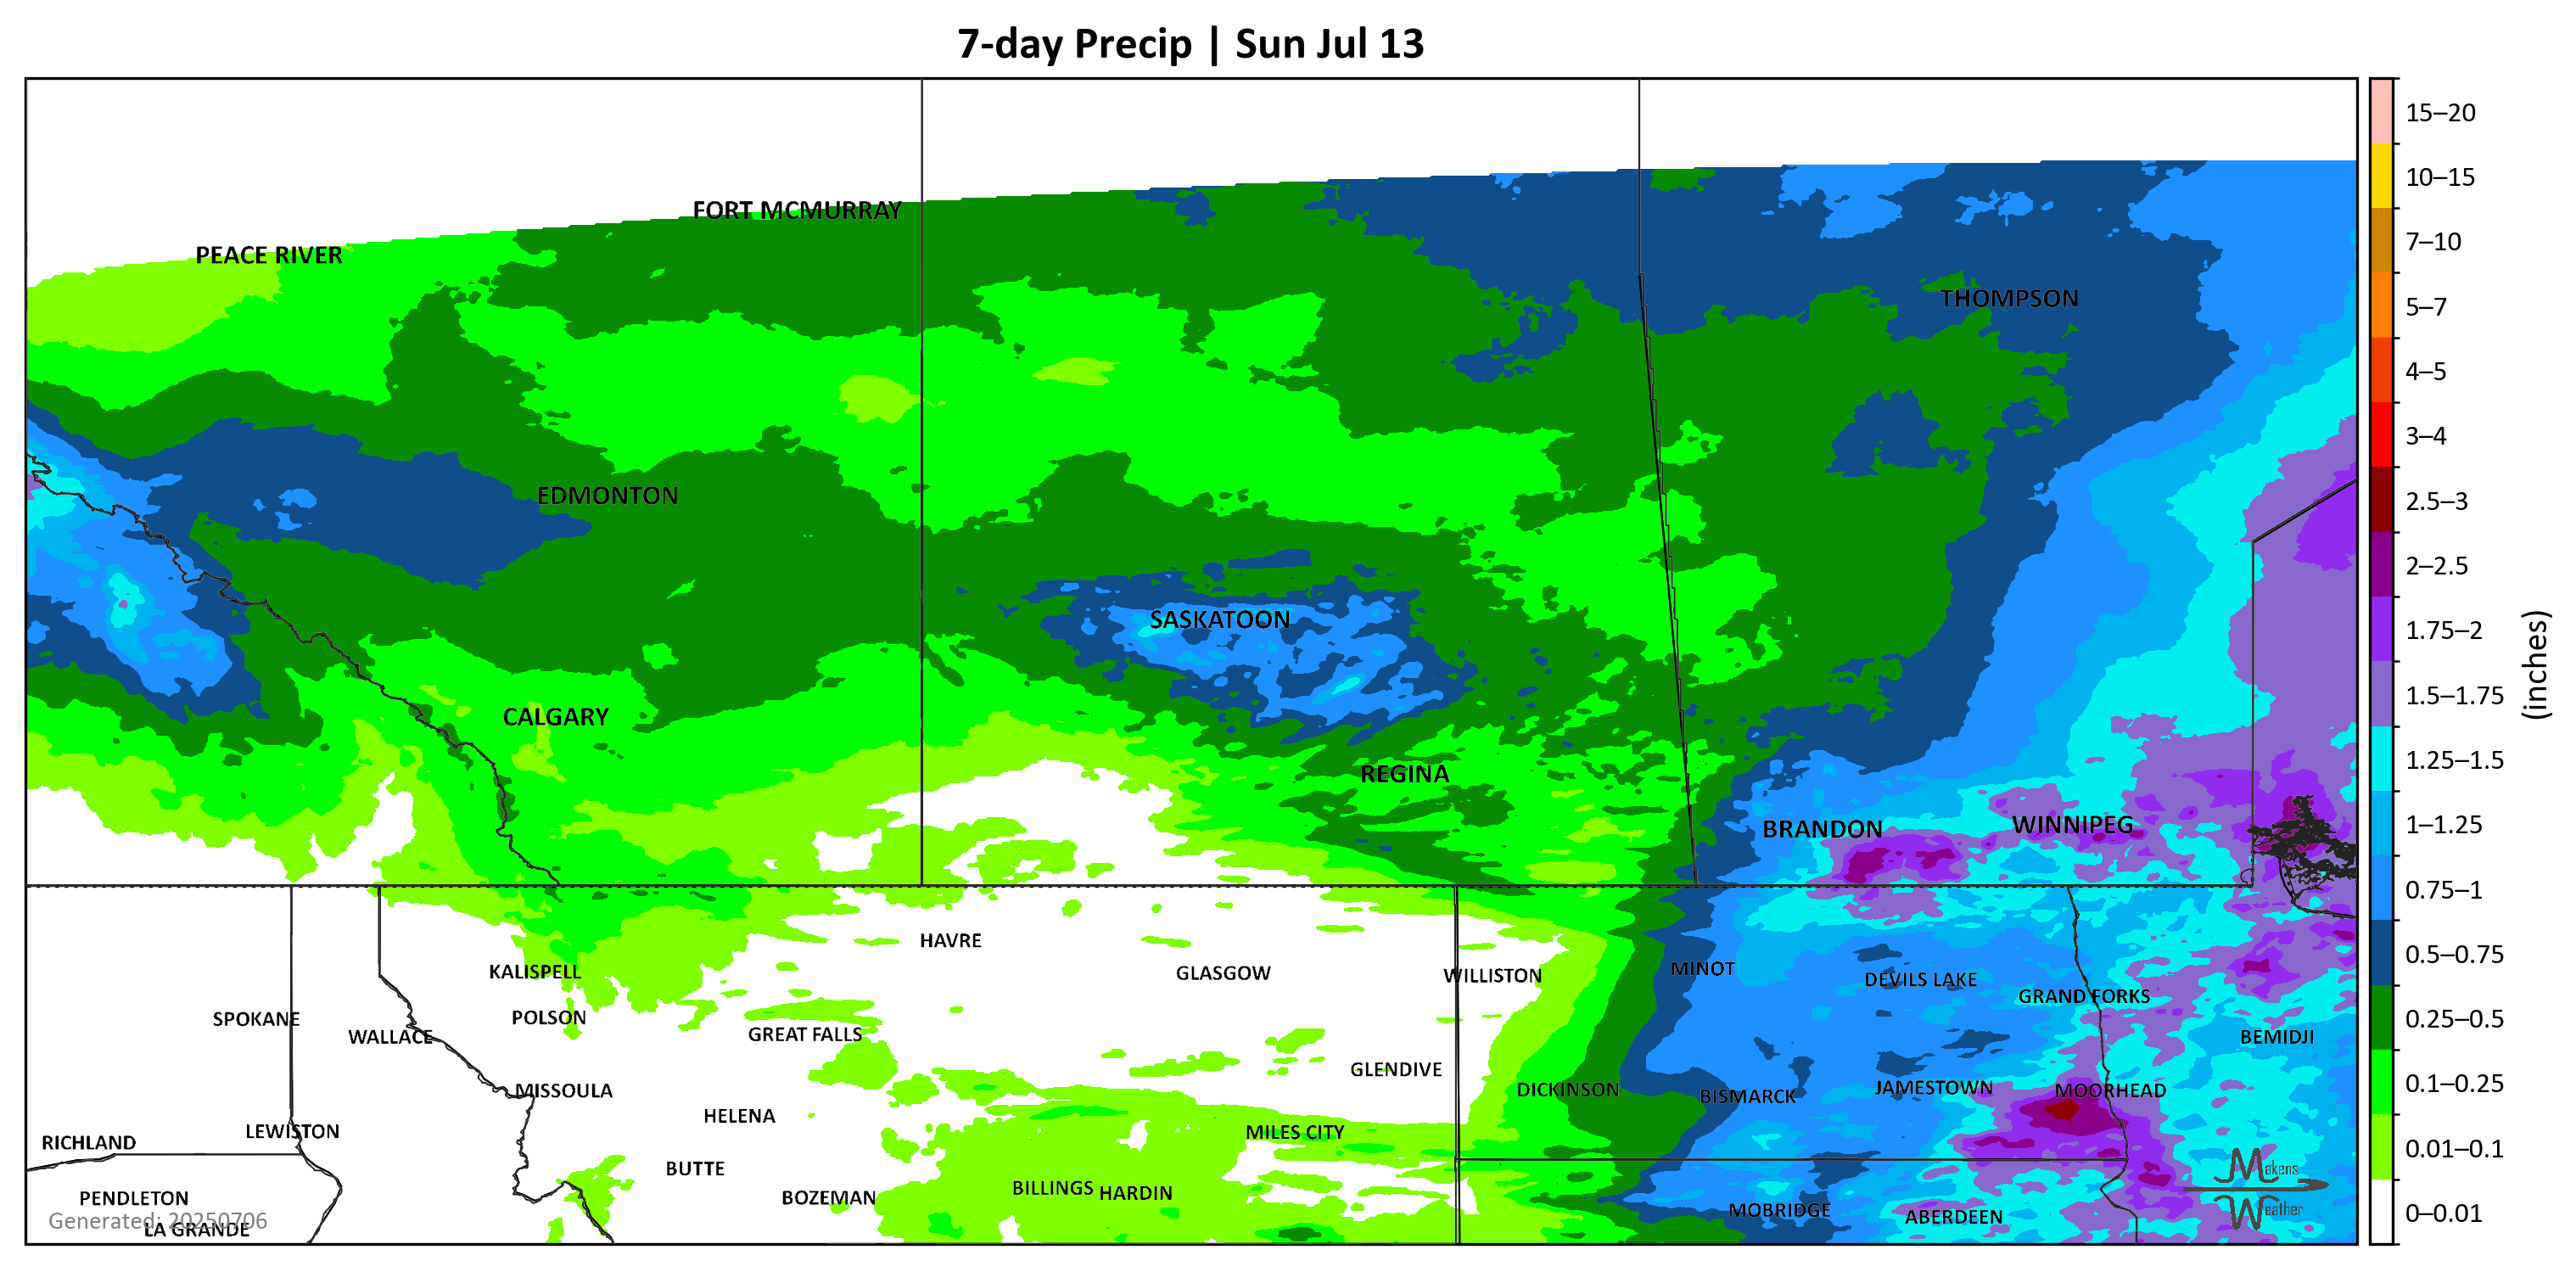 7-day Precip | Sun Jul 13
FORT MCMURRAY
PEACE RIVER
THOMPSON
EDMONTON
SASKATOON
CALGARY
REGINA
BRANDON
WINNIPEG
HAVRE
KALISPELL
GLASGOW
WILLISTON
MINOT
DEVILS LAKE
GRAND FORKS
SPOKANE
POLSON
WALLACE
GREAT FALLS
BEMIDJI
GLENDIVE
MISSOULA
DICKINSON
BISMARCK
JAMESTOWN
MOORHEAD
HELENA
RICHLAND
LEWISTON
MILES CITY
BUTTE
PENDLETON
BOZEMAN
BILLINGS
HARDIN
MOBRIDGE
ABERDEEN
Generated: 20250706
LA GRANDE
Makens
Weather
15–20
10–15
7–10
5–7
4–5
3–4
2.5–3
2–2.5
1.75–2
1.5–1.75
1.25–1.5
1–1.25
0.75–1
0.5–0.75
0.25–0.5
0.1–0.25
0.01–0.1
0–0.01
(inches)